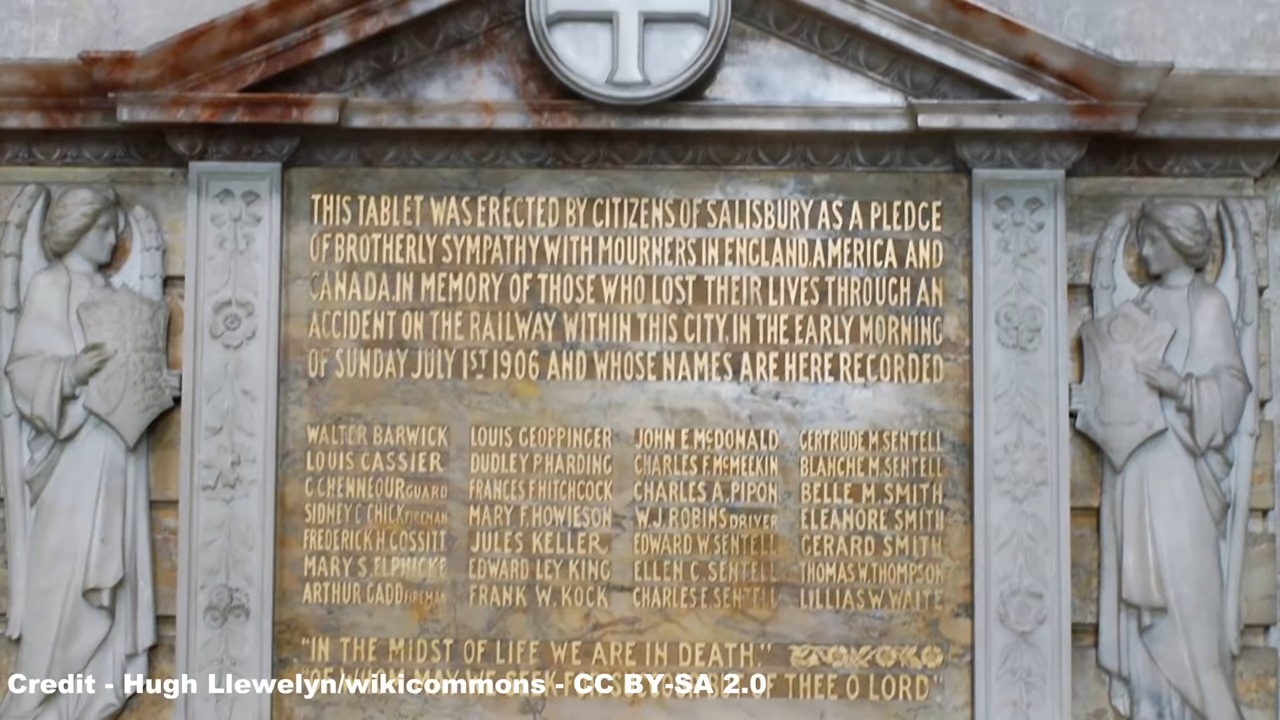 THIS TABLET WAS ERECTED BY CITIZENS OF SALISBURY AS A PLEDGE
OF BROTHERLY SYMPATHY WITH MOURNERS IN ENGLAND, AMERICA AND
CANADA, IN MEMORY OF THOSE WHO LOST THEIR LIVES THROUGH AN
ACCIDENT ON THE RAILWAY WITHIN THIS CITY, IN THE EARLY MORNING
OF SUNDAY JULY 1ST 1906 AND WHOSE NAMES ARE HERE RECORDED
WALTER BARWICK
LOUIS CASSIER
C CHENNEOUR GUARD
SIDNEY C CHICK FIREMAN
FREDERICK H COSSITT
MARY S. ELPHICKE
ARTHUR GADD FIREMAN
LOUIS GEOPPINGER
DUDLEY P HARDING
FRANCES F HITCHCOCK
MARY F. HOWIESON
JULES KELLER
EDWARD LEY KING
FRANK W. KOCK
JOHN E. McDONALD
CHARLES F. McMEEKIN
CHARLES A. PIPON
W.J. ROBINS DRIVER
EDWARD W. SENTELL
ELLEN C. SENTELL
CHARLES E. SENTELL
GERTRUDE M. SENTELL
BLANCHE M. SENTELL
BELLE M. SMITH
ELEANORE SMITH
GERARD SMITH
THOMAS W. THOMPSON
LILLIAS W. WAITE
"IN THE MIDST OF LIFE WE ARE IN DEATH."
OF THEE O LORD"
Credit - Hugh Llewelyn/wikicommons - CC BY-SA 2.0